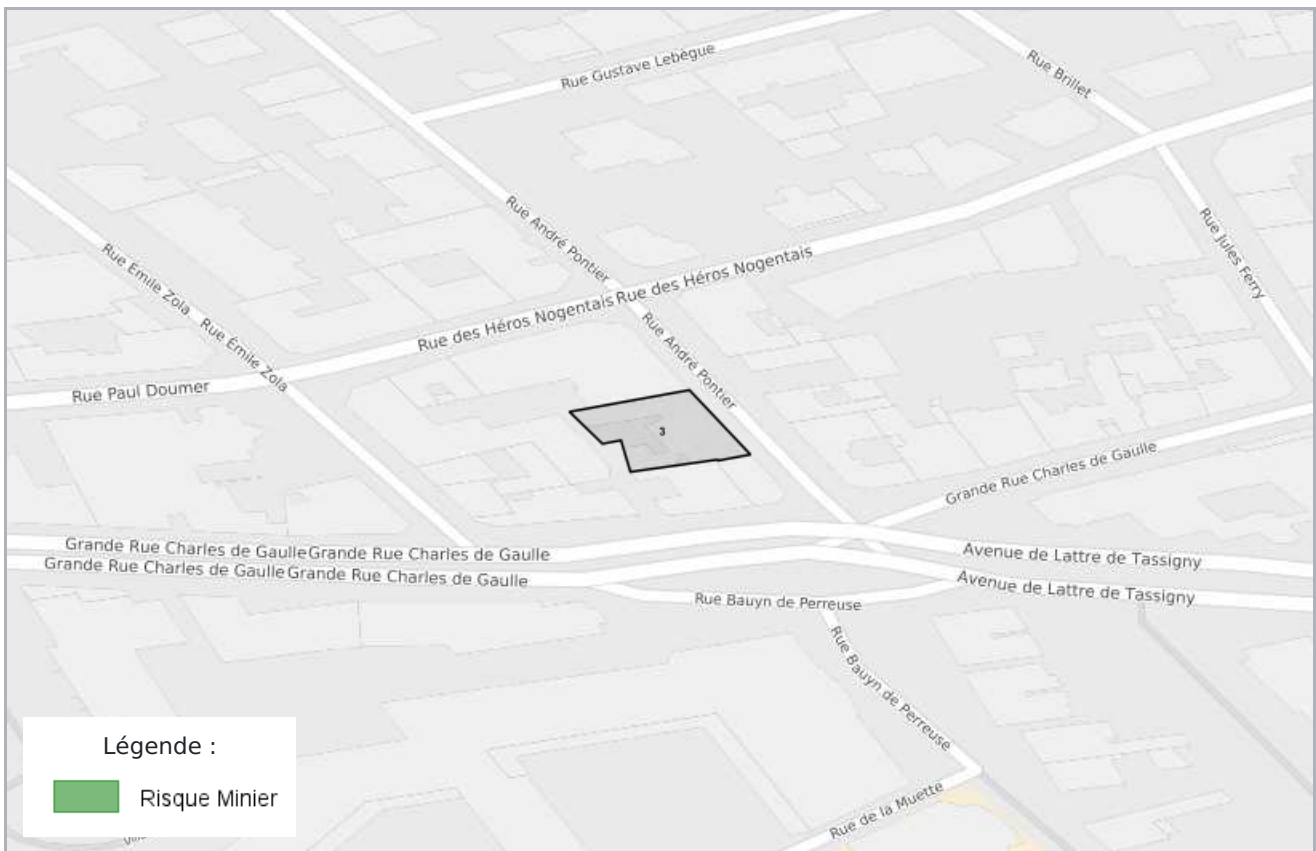 Rue Gustave Lebègue
Rue Brillet
Rue André Pontier
Rue Jules Ferry
Rue Émile Zola
Rue Émile Zola
Rue des Héros Nogentais
Rue des Héros Nogentais
Rue André Pontier
Rue Paul Doumer
3
Grande Rue Charles de Gaulle
Grande Rue Charles de Gaulle
Grande Rue Charles de Gaulle
Avenue de Lattre de Tassigny
Grande Rue Charles de Gaulle
Grande Rue Charles de Gaulle
Avenue de Lattre de Tassigny
Rue Bauyn de Perreuse
Rue Bauyn de Perreuse
Légende :
Risque Minier
Rue de la Muette